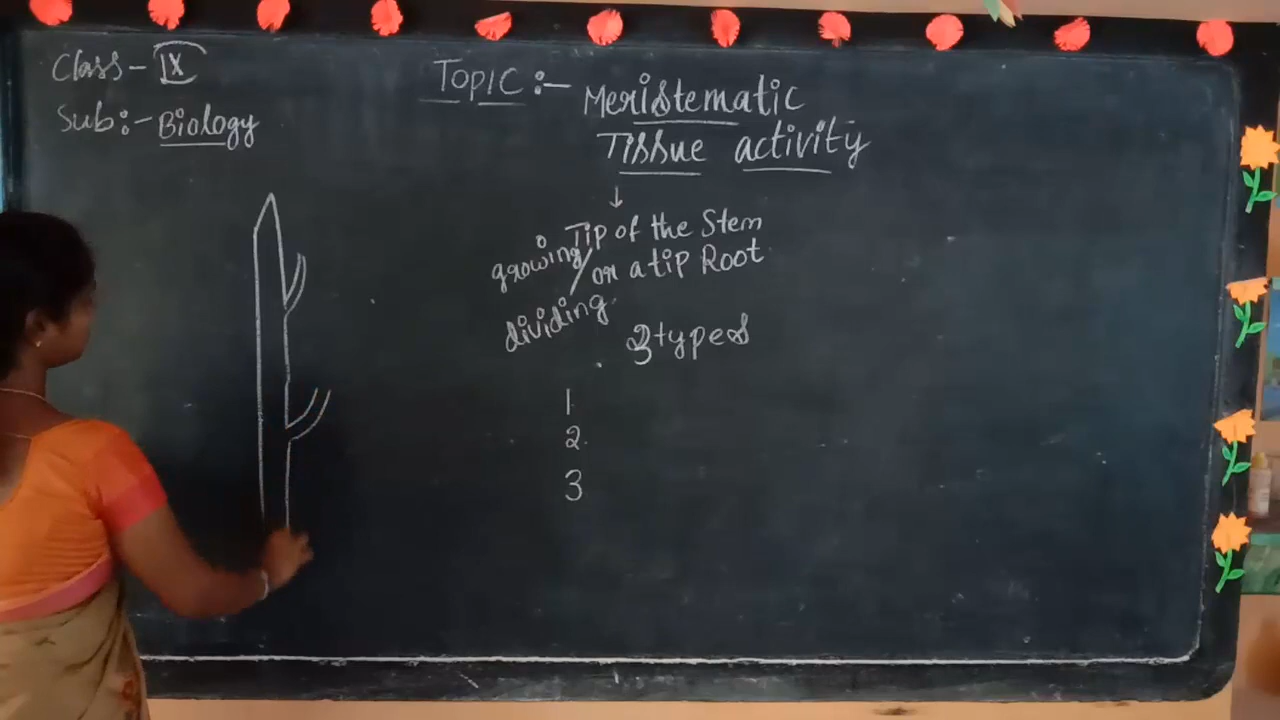 Class - IX
Sub:- Biology
TOPIC:- Meristematic
Tissue activity
↓
growing Tip of the Stem
/ or a tip Root
dividing
3 types
1.
2.
3